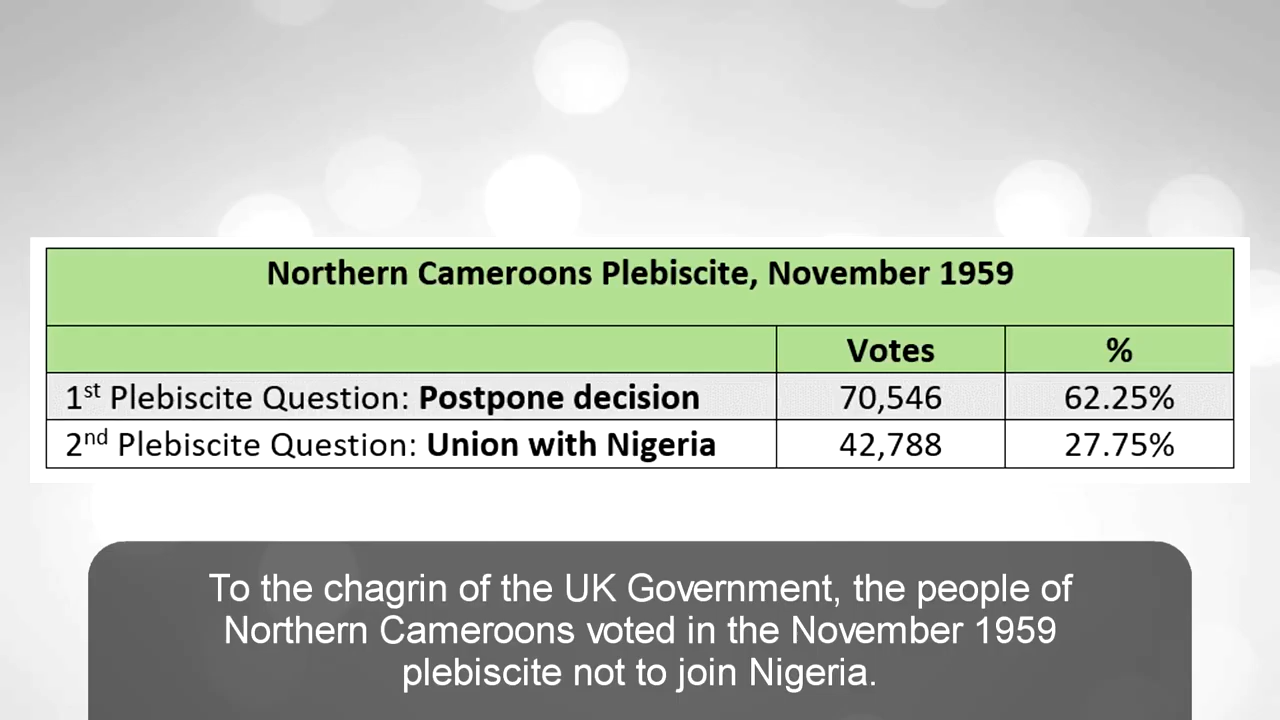 Northern Cameroons Plebiscite, November 1959
Votes %
1st Plebiscite Question: Postpone decision 70,546 62.25%
2nd Plebiscite Question: Union with Nigeria 42,788 27.75%
To the chagrin of the UK Government, the people of
Northern Cameroons voted in the November 1959
plebiscite not to join Nigeria.